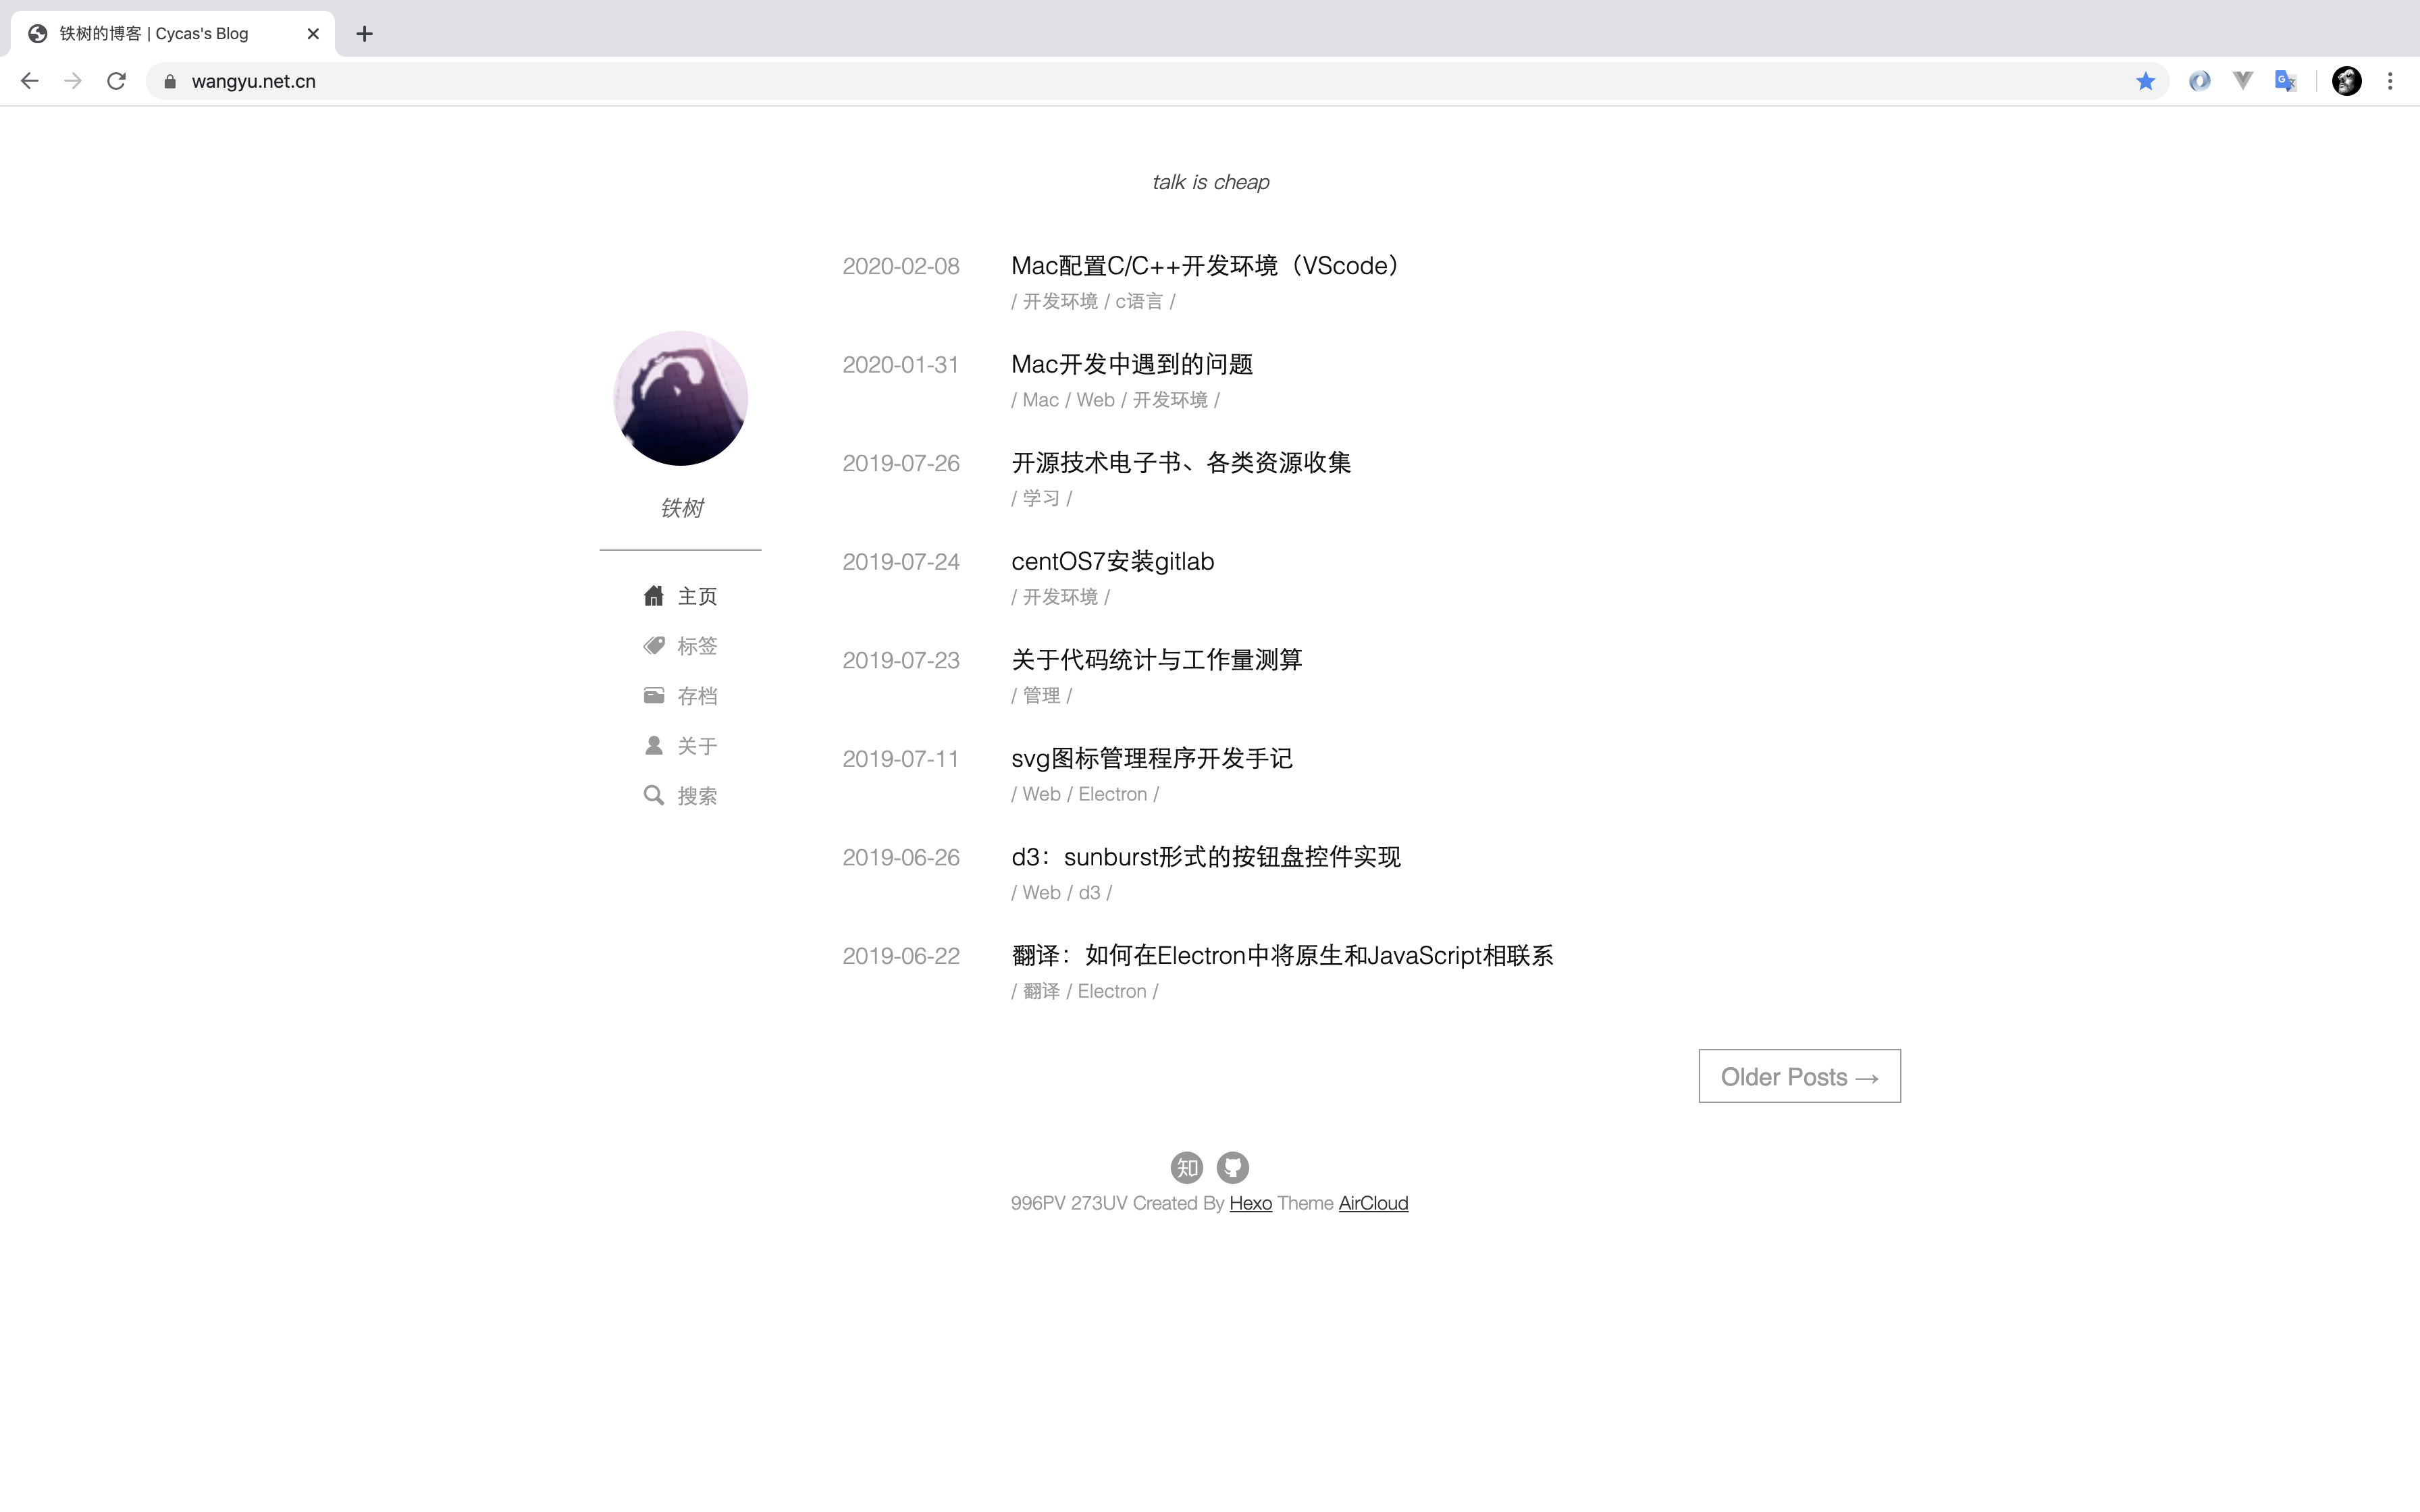 铁树的博客 | Cycas's Blog
wangyu.net.cn
talk is cheap
铁树
主页
标签
存档
关于
搜索
2020-02-08 Mac配置C/C++开发环境（VScode）
/ 开发环境 / c语言 /
2020-01-31 Mac开发中遇到的问题
/ Mac / Web / 开发环境 /
2019-07-26 开源技术电子书、各类资源收集
/ 学习 /
2019-07-24 centOS7安装gitlab
/ 开发环境 /
2019-07-23 关于代码统计与工作量测算
/ 管理 /
2019-07-11 svg图标管理程序开发手记
/ Web / Electron /
2019-06-26 d3：sunburst形式的按钮盘控件实现
/ Web / d3 /
2019-06-22 翻译：如何在Electron中将原生和JavaScript相联系
/ 翻译 / Electron /
Older Posts →
知
996PV 273UV Created By Hexo Theme AirCloud